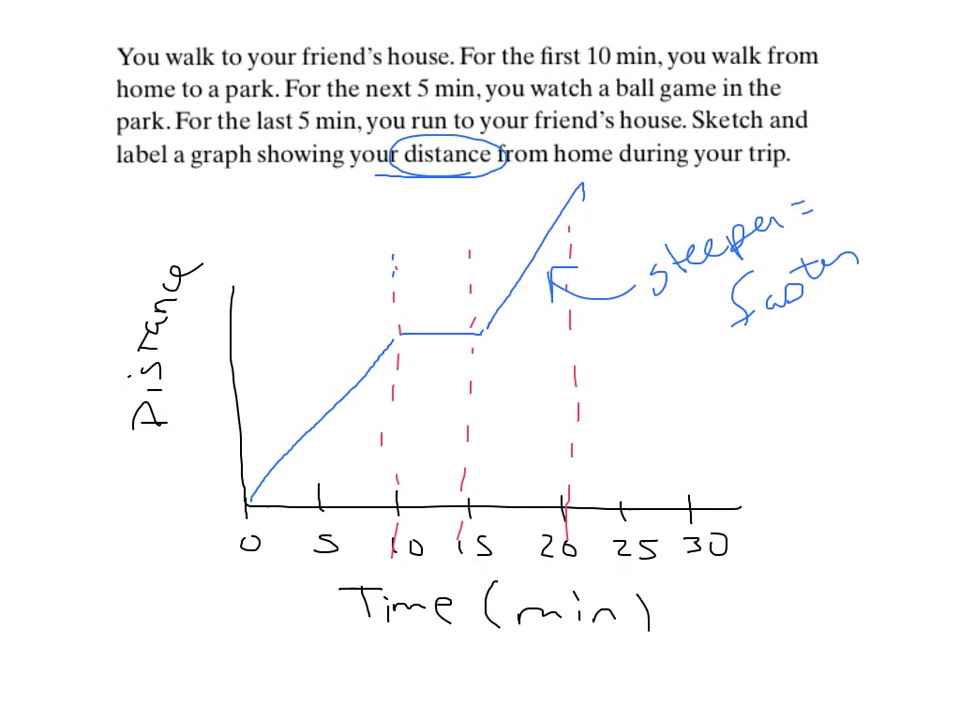 You walk to your friend's house. For the first 10 min, you walk from
home to a park. For the next 5 min, you watch a ball game in the
park. For the last 5 min, you run to your friend's house. Sketch and
label a graph showing your distance from home during your trip.
steeper =
faster
Distance
0 5 10 15 20 25 30
Time (min)